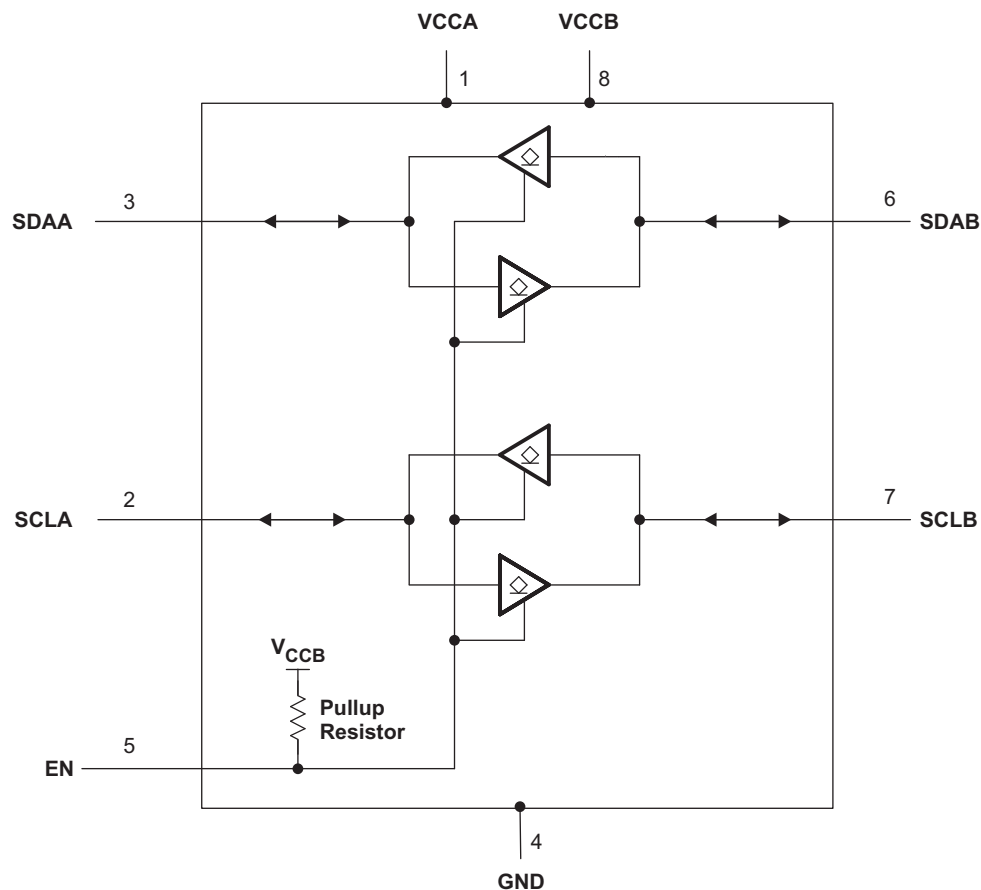 VCCA VCCB
1 8
3 6
SDAA SDAB
2 7
SCLA SCLB
VCCB
Pullup
Resistor
5
EN
4
GND